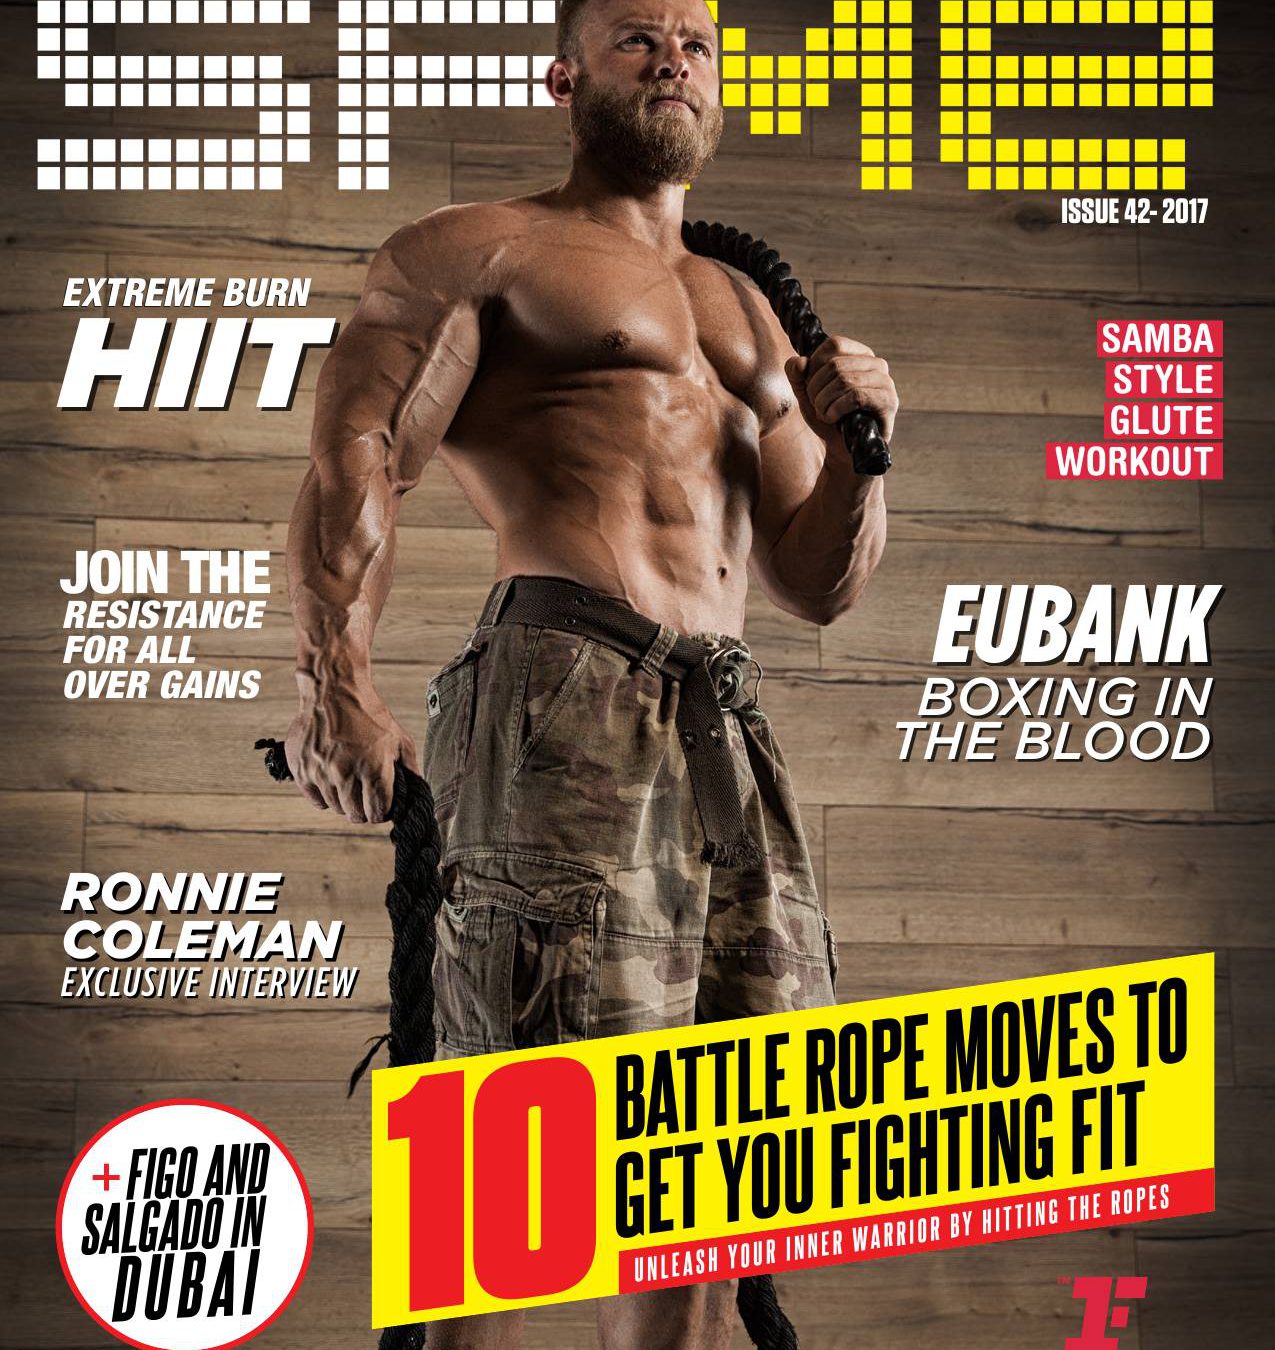 SPME
ISSUE 42- 2017
EXTREME BURN
HIIT
SAMBA
STYLE
GLUTE
WORKOUT
JOIN THE
RESISTANCE
FOR ALL
OVER GAINS
EUBANK
BOXING IN
THE BLOOD
RONNIE
COLEMAN
EXCLUSIVE INTERVIEW
10
BATTLE ROPE MOVES TO
GET YOU FIGHTING FIT
UNLEASH YOUR INNER WARRIOR BY HITTING THE ROPES
+ FIGO AND
SALGADO IN
DUBAI